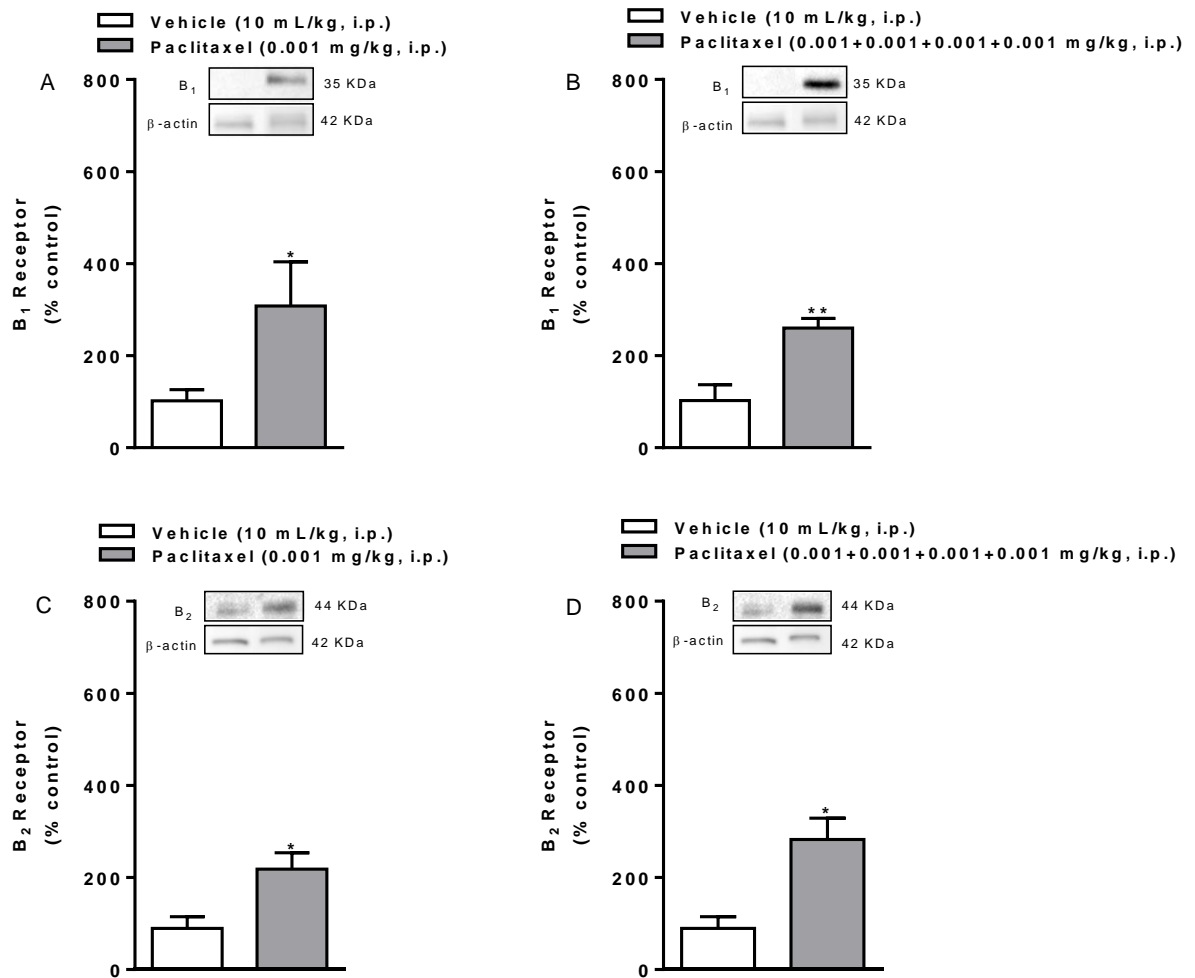 Vehicle (10 mL/kg, i.p.)
Paclitaxel (0.001 mg/kg, i.p.)
A
800
600
400
200
0
B1 Receptor
(% control)
B1
35 KDa
β-actin
42 KDa
*
Vehicle (10 mL/kg, i.p.)
Paclitaxel (0.001+0.001+0.001+0.001 mg/kg, i.p.)
B
800
600
400
200
0
B1 Receptor
(% control)
B1
35 KDa
β-actin
42 KDa
**
Vehicle (10 mL/kg, i.p.)
Paclitaxel (0.001 mg/kg, i.p.)
C
800
600
400
200
0
B2 Receptor
(% control)
B2
44 KDa
β-actin
42 KDa
*
Vehicle (10 mL/kg, i.p.)
Paclitaxel (0.001+0.001+0.001+0.001 mg/kg, i.p.)
D
800
600
400
200
0
B2 Receptor
(% control)
B2
44 KDa
β-actin
42 KDa
*